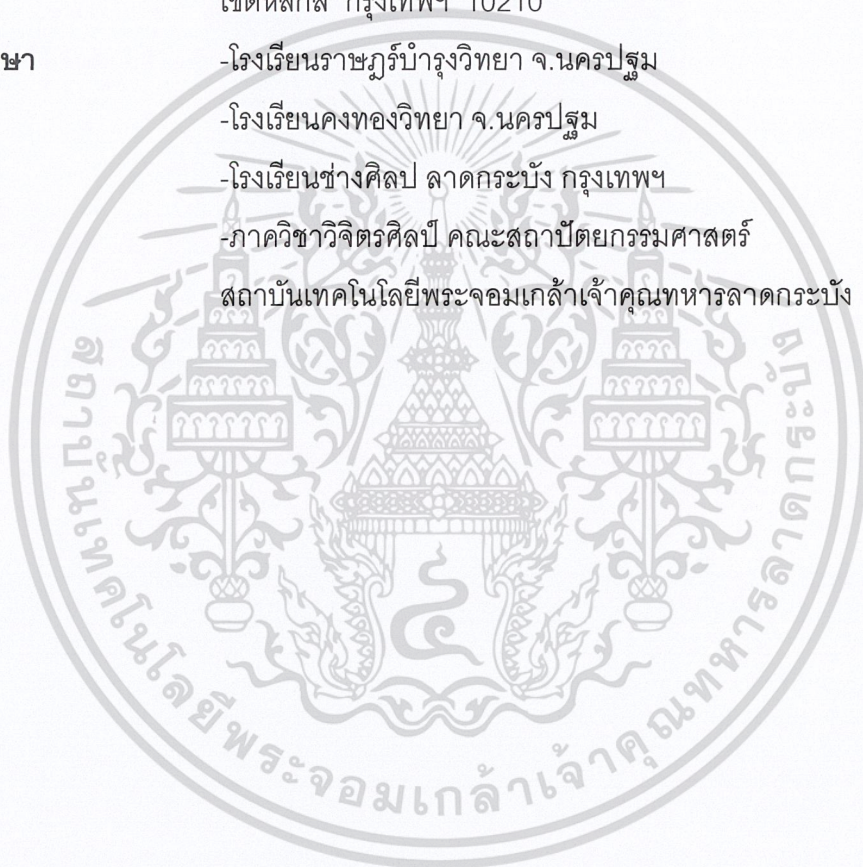 เขตหลักสี่ กรุงเทพฯ 10210
ษา
-โรงเรียนราษฎร์บำรุงวิทยา จ.นครปฐม
-โรงเรียนคงทองวิทยา จ.นครปฐม
-โรงเรียนช่างศิลป ลาดกระบัง กรุงเทพฯ
-ภาควิชาวิจิตรศิลป์ คณะสถาปัตยกรรมศาสตร์
สถาบันเทคโนโลยีพระจอมเกล้าเจ้าคุณทหารลาดกระบัง
สถาบันเทคโนโลยีพระจอมเกล้าเจ้าคุณทหารลาดกระบัง
๔